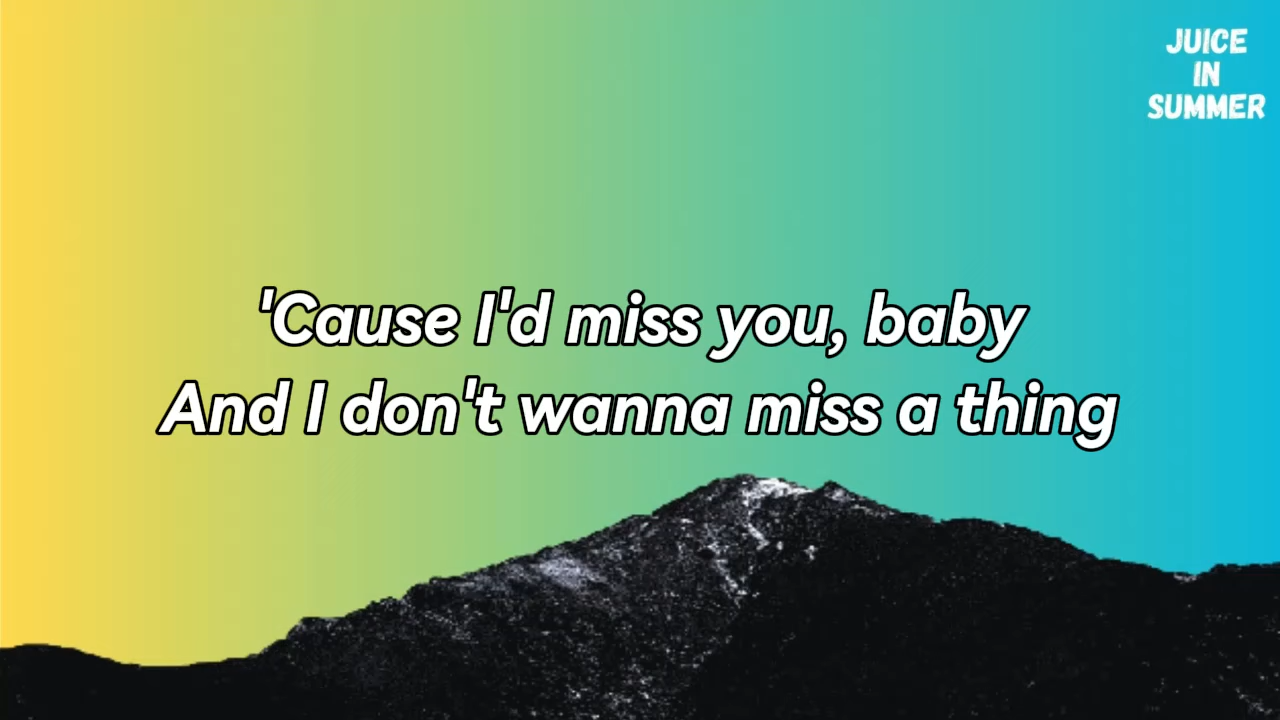 JUICE
IN
SUMMER
'Cause I'd miss you, baby
And I don't wanna miss a thing